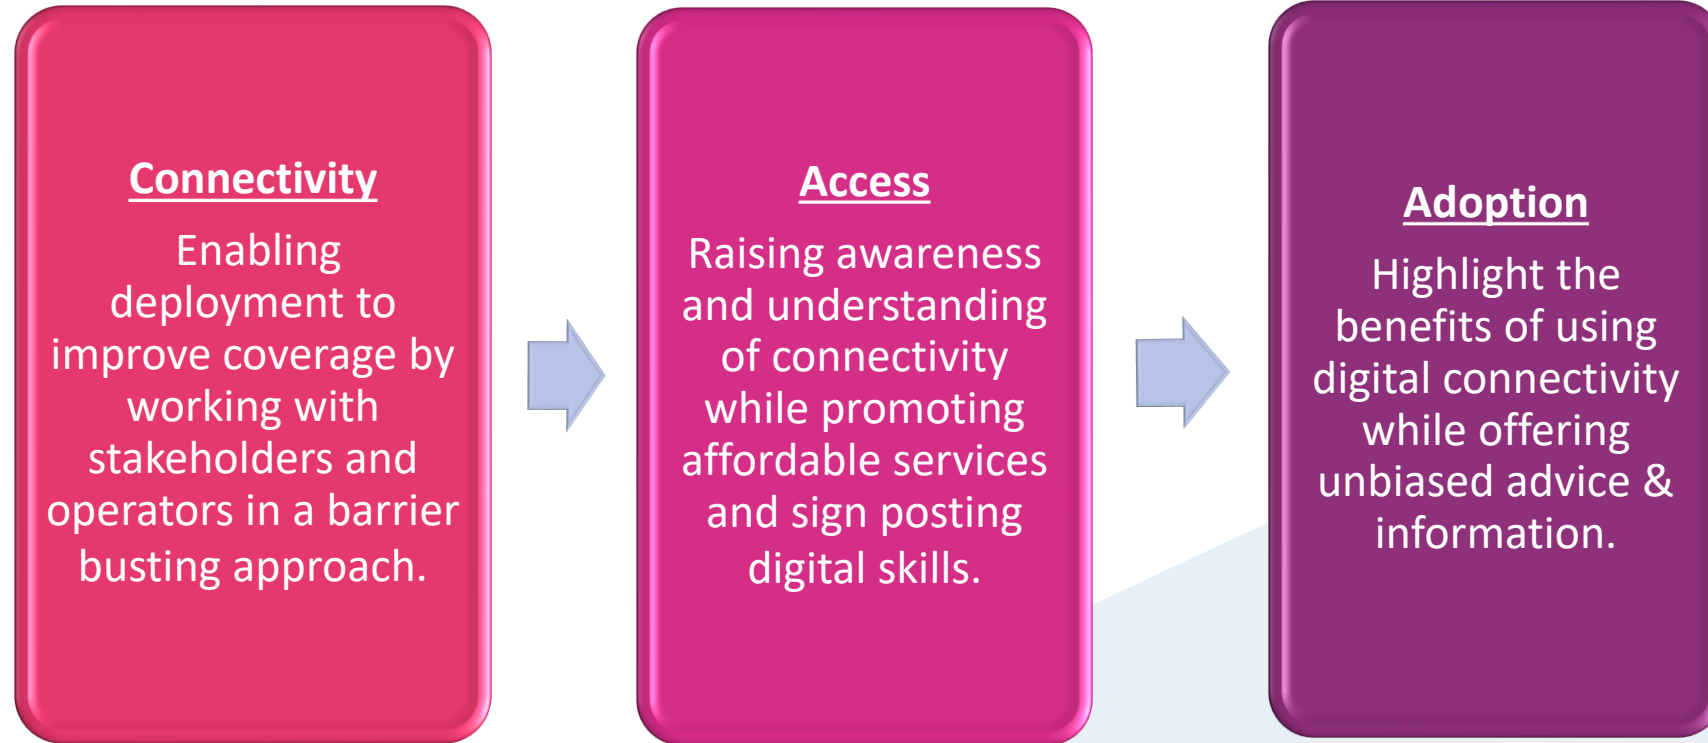 Connectivity
Enabling
deployment to
improve coverage by
working with
stakeholders and
operators in a barrier
busting approach.
Access
Raising awareness
and understanding
of connectivity
while promoting
affordable services
and sign posting
digital skills.
Adoption
Highlight the
benefits of using
digital connectivity
while offering
unbiased advice &
information.